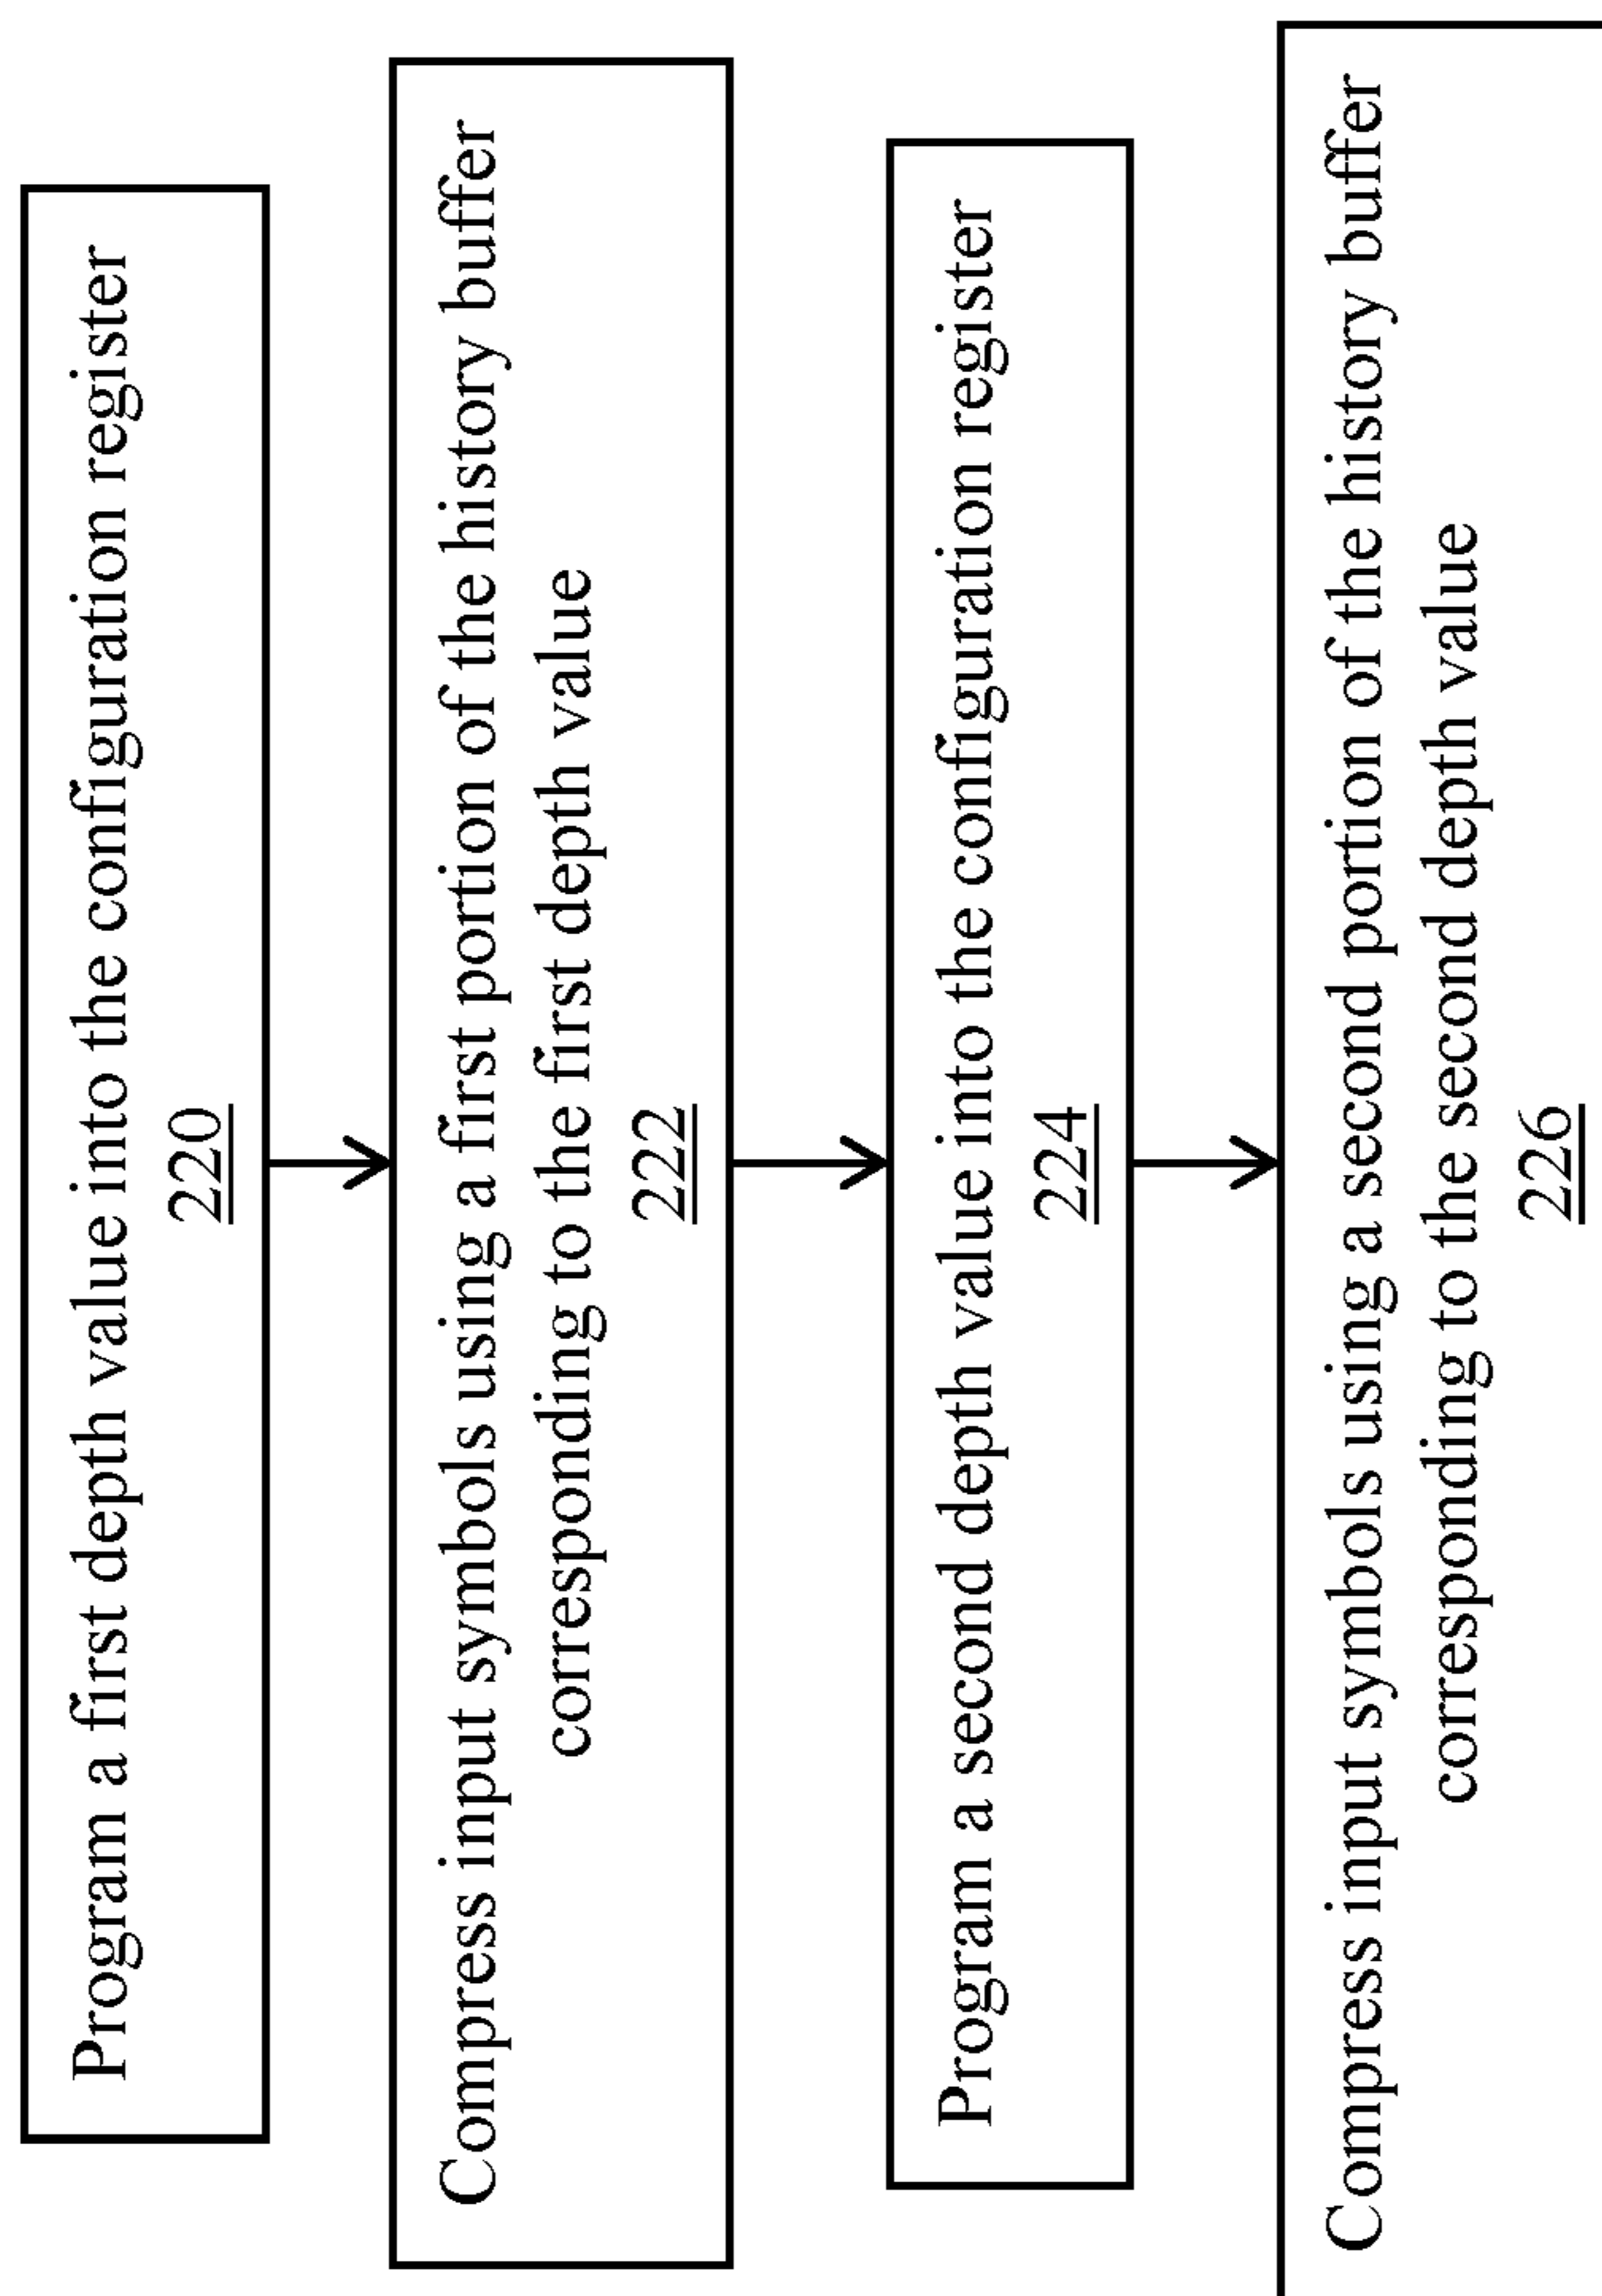 Program a first depth value into the configuration register
220
Compress input symbols using a first portion of the history buffer
corresponding to the first depth value
222
Program a second depth value into the configuration register
224
Compress input symbols using a second portion of the history buffer
corresponding to the second depth value
226